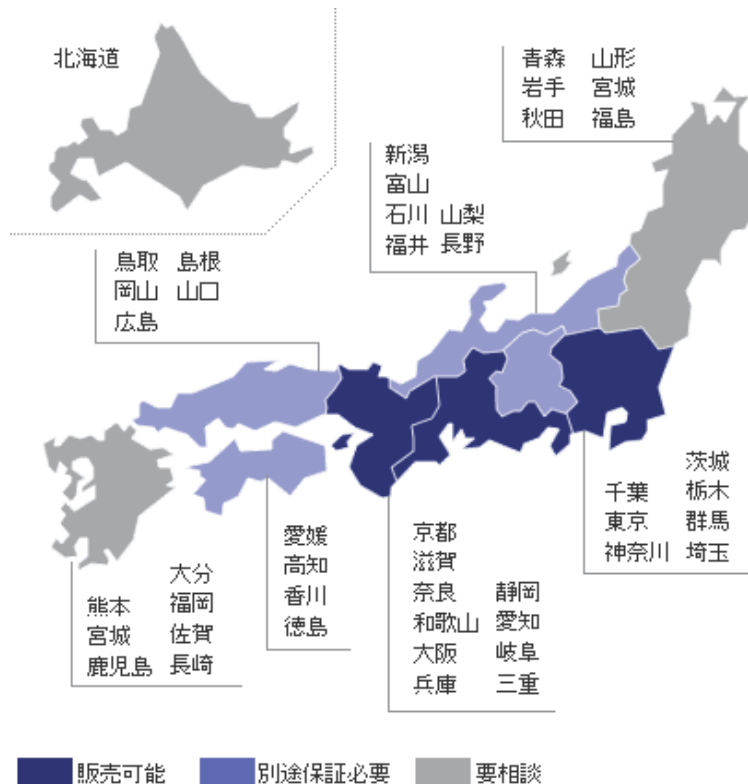 北海道
青森 山形
岩手 宮城
秋田 福島
新潟
富山
石川 山梨
福井 長野
鳥取 島根
岡山 山口
広島
茨城
千葉 栃木
東京 群馬
神奈川 埼玉
愛媛
高知
香川
徳島
京都
滋賀
奈良 静岡
和歌山 愛知
大阪 岐阜
兵庫 三重
大分
熊本 福岡
宮城 佐賀
鹿児島 長崎
販売可能 別途保証必要 要相談